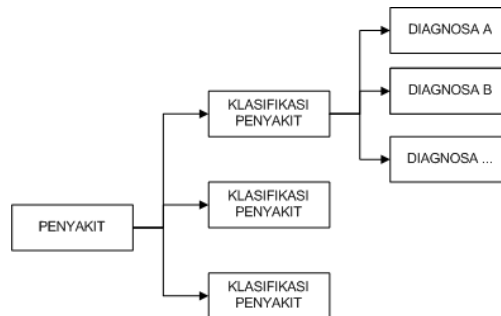 DIAGNOSA A
KLASIFIKASI
PENYAKIT
DIAGNOSA B
DIAGNOSA ...
PENYAKIT
KLASIFIKASI
PENYAKIT
KLASIFIKASI
PENYAKIT